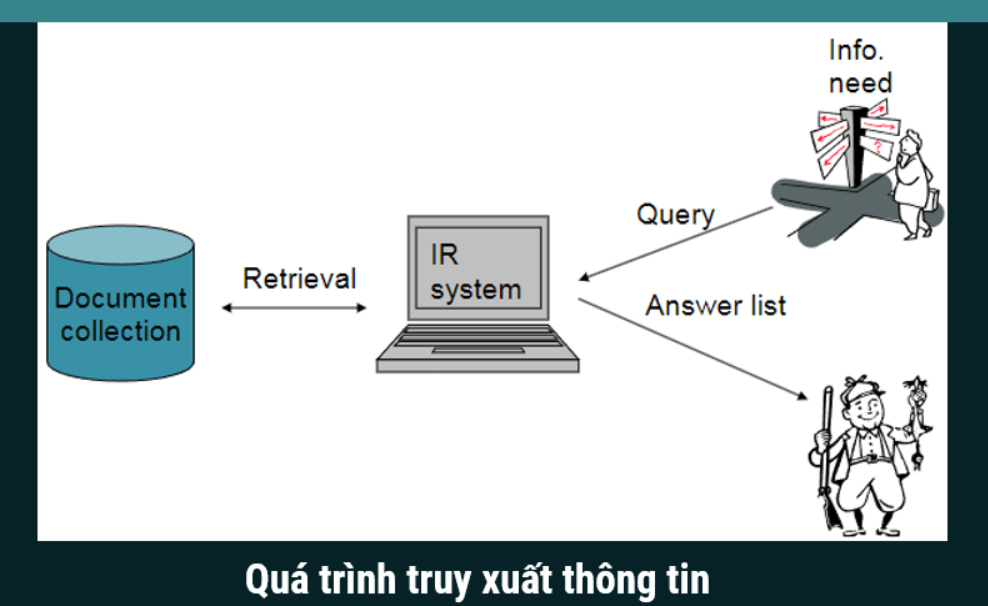 Info.
need
?
Query
IR
system
Retrieval
Document
collection
Answer list
Quá trình truy xuất thông tin